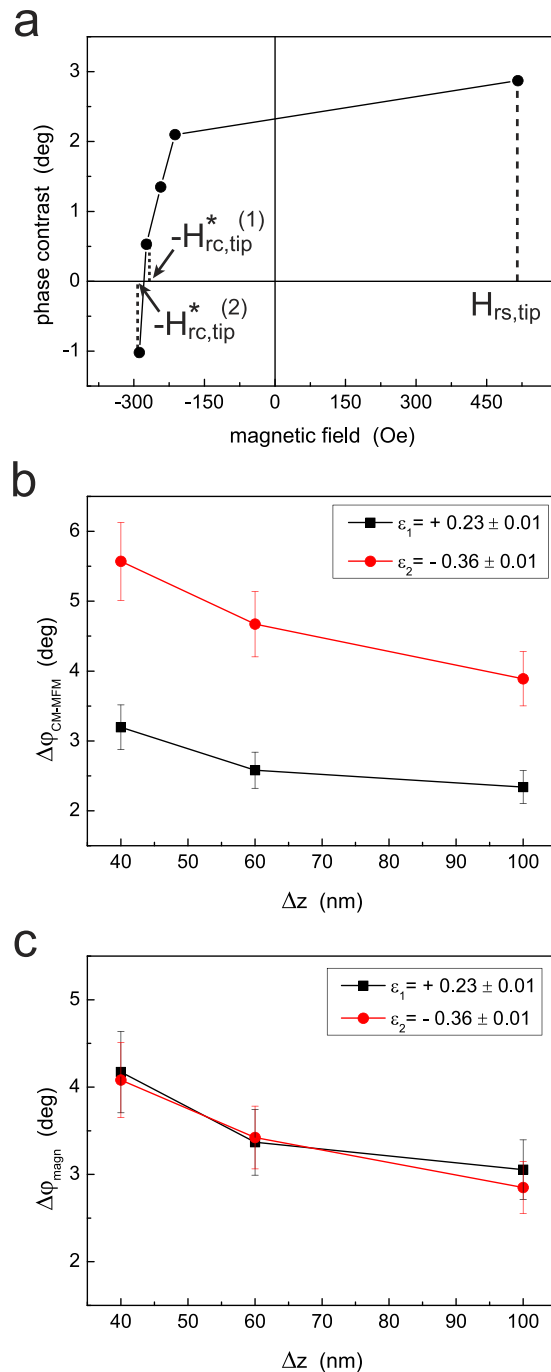 a
3
2
1
0
-1
phase contrast (deg)
-H*rc,tip (1)
-H*rc,tip (2)
Hrs,tip
-300 -150 0 150 300 450
magnetic field (Oe)
b
6
5
4
3
2
ΔφCM-MFM (deg)
ε1= + 0.23 ± 0.01
ε2= - 0.36 ± 0.01
40 50 60 70 80 90 100
Δz (nm)
c
5
4
3
2
Δφmagn (deg)
ε1= + 0.23 ± 0.01
ε2= - 0.36 ± 0.01
40 50 60 70 80 90 100
Δz (nm)